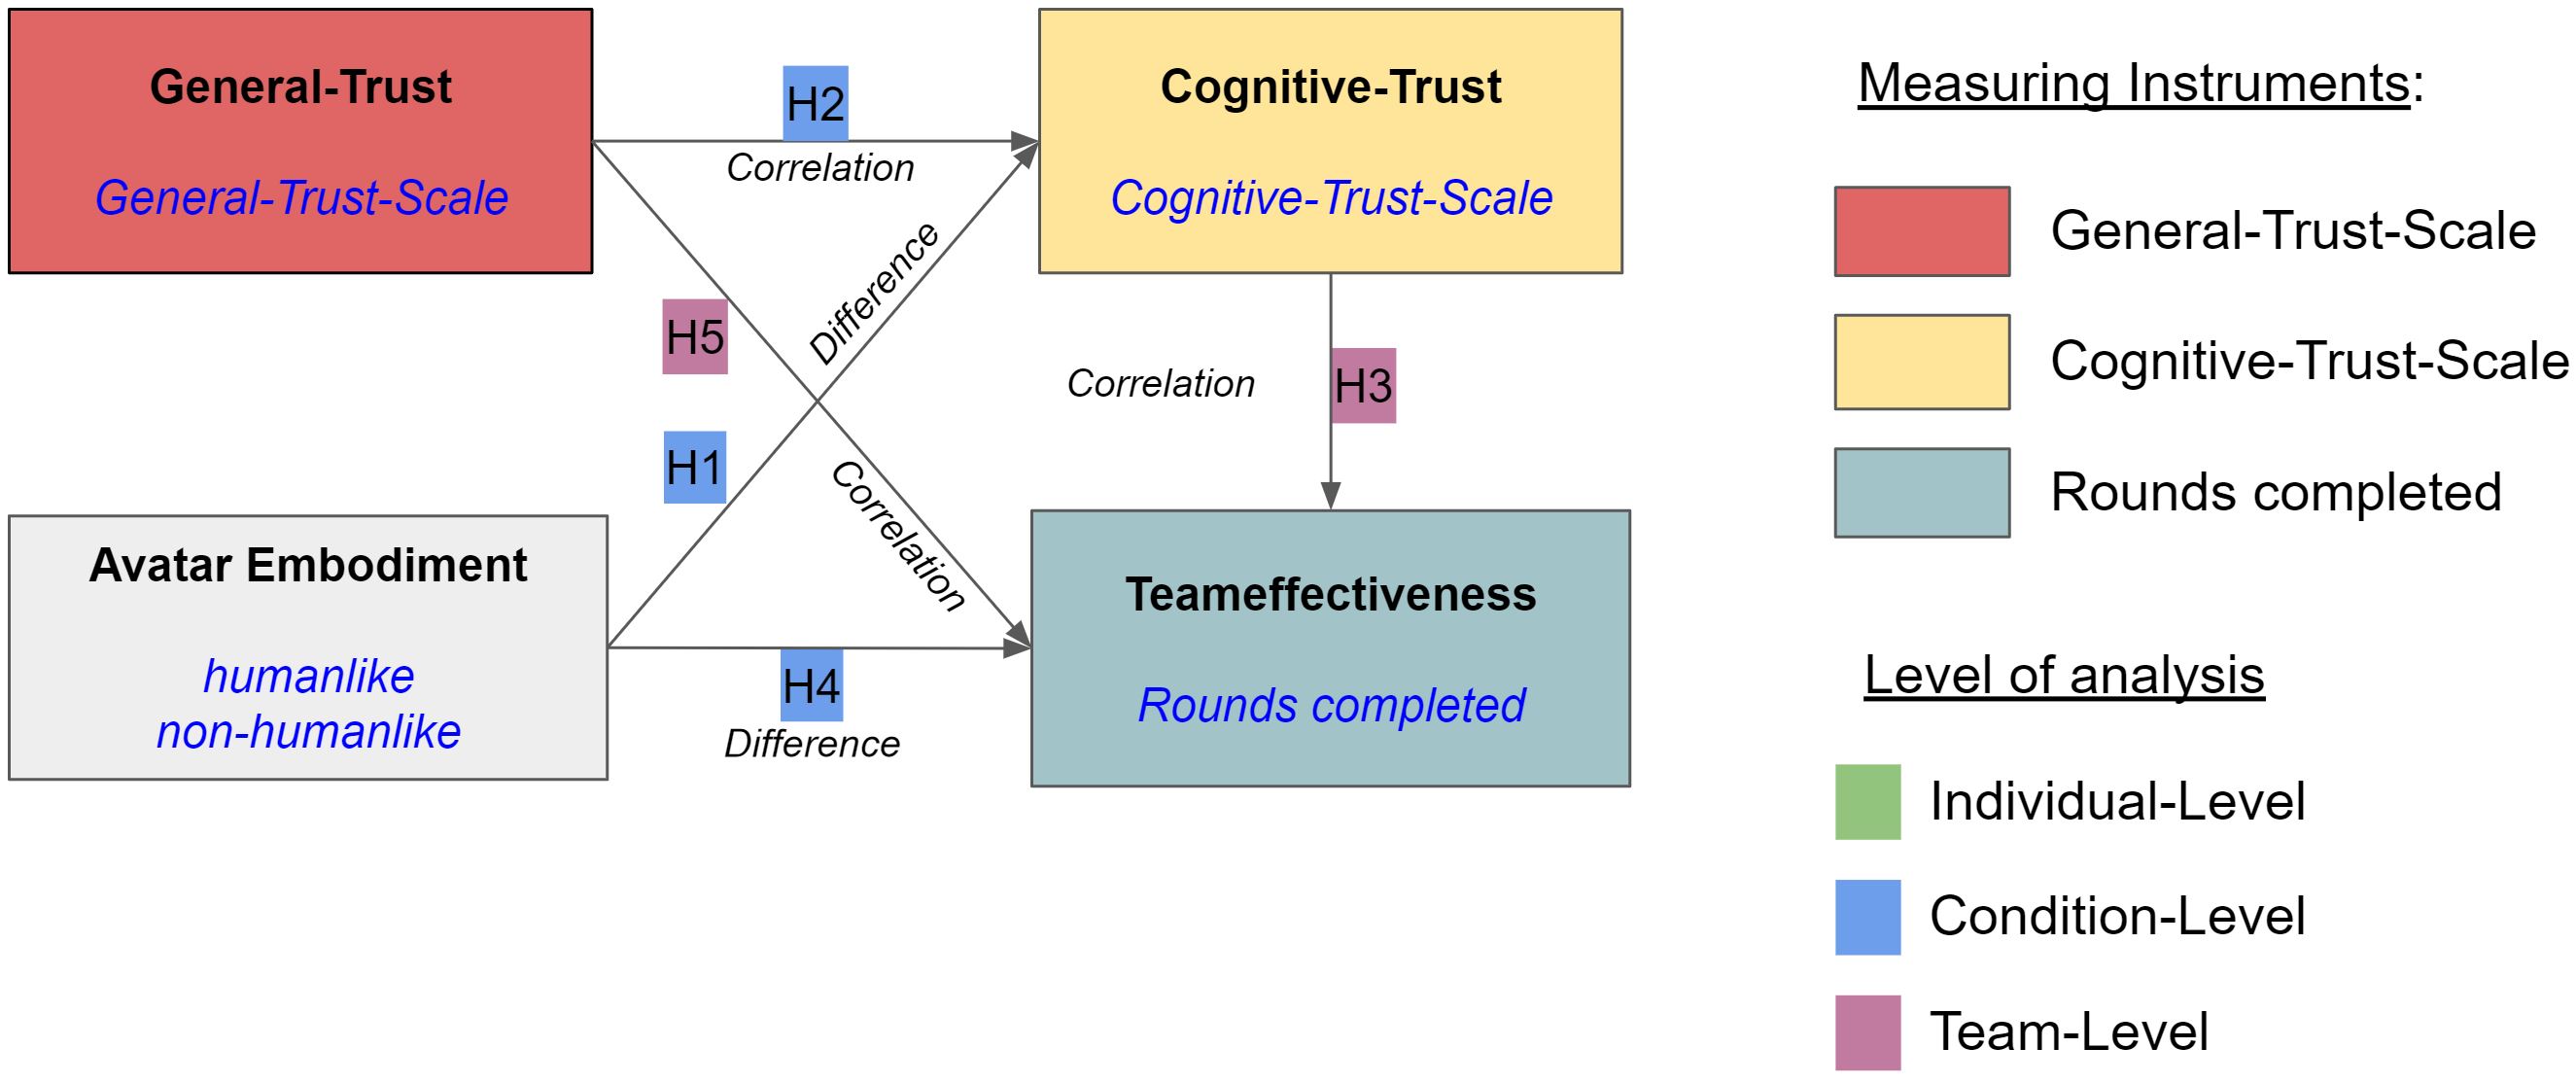 General-Trust
General-Trust-Scale
H2
Correlation
Cognitive-Trust
Cognitive-Trust-Scale
H5
Difference
H1
Correlation
Correlation
H3
Avatar Embodiment
humanlike
non-humanlike
H4
Difference
Teameffectiveness
Rounds completed
Measuring Instruments:
General-Trust-Scale
Cognitive-Trust-Scale
Rounds completed
Level of analysis
Individual-Level
Condition-Level
Team-Level